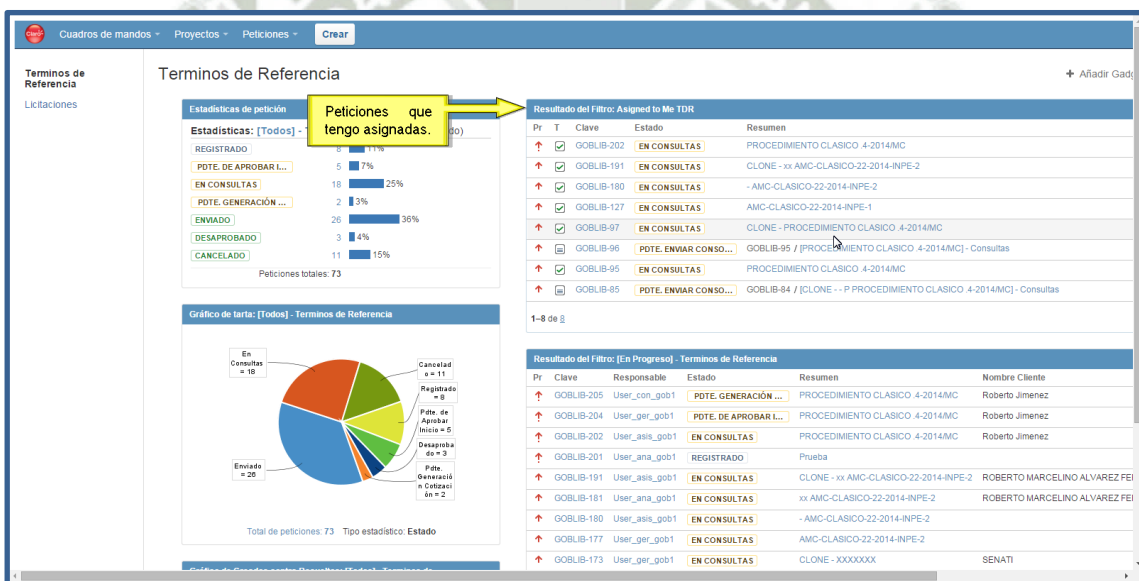 Claro
Cuadros de mandos
Proyectos
Peticiones
Crear
Terminos de Referencia
Licitaciones
Terminos de Referencia
+ Añadir Gadg
Estadísticas de petición
Estadísticas: [Todos] -
do)
REGISTRADO 8 11%
PDTE. DE APROBAR I... 5 7%
EN CONSULTAS 18 25%
PDTE. GENERACIÓN ... 2 3%
ENVIADO 26 36%
DESAPROBADO 3 4%
CANCELADO 11 15%
Peticiones totales: 73
Peticiones que
tengo asignadas.
Gráfico de tarta: [Todos] - Terminos de Referencia
En
Consultas
= 18
Cancelad
o = 11
Registrado
= 8
Pdte. de
Aprobar
Inicio = 5
Desaproba
do = 3
Pdte.
Generació
n Cotizaci
ón = 2
Enviado
= 26
Total de peticiones: 73 Tipo estadístico: Estado
Resultado del Filtro: Asigned to Me TDR
Pr T Clave Estado Resumen
GOBLIB-202 EN CONSULTAS PROCEDIMIENTO CLASICO .4-2014/MC
GOBLIB-191 EN CONSULTAS CLONE - xx AMC-CLASICO-22-2014-INPE-2
GOBLIB-180 EN CONSULTAS - AMC-CLASICO-22-2014-INPE-2
GOBLIB-127 EN CONSULTAS AMC-CLASICO-22-2014-INPE-1
GOBLIB-97 EN CONSULTAS CLONE - PROCEDIMIENTO CLASICO .4-2014/MC
GOBLIB-96 PDTE. ENVIAR CONSO... GOBLIB-95 / [PROCEDIMIENTO CLASICO .4-2014/MC] - Consultas
GOBLIB-95 EN CONSULTAS PROCEDIMIENTO CLASICO .4-2014/MC
GOBLIB-85 PDTE. ENVIAR CONSO... GOBLIB-84 / [CLONE - - P PROCEDIMIENTO CLASICO .4-2014/MC] - Consultas
1–8 de 8
Resultado del Filtro: [En Progreso] - Terminos de Referencia
Pr Clave Responsable Estado Resumen Nombre Cliente
GOBLIB-205 User_con_gob1 PDTE. GENERACIÓN ... PROCEDIMIENTO CLASICO .4-2014/MC Roberto Jimenez
GOBLIB-204 User_ger_gob1 PDTE. DE APROBAR I... PROCEDIMIENTO CLASICO .4-2014/MC Roberto Jimenez
GOBLIB-202 User_asis_gob1 EN CONSULTAS PROCEDIMIENTO CLASICO .4-2014/MC Roberto Jimenez
GOBLIB-201 User_ana_gob1 REGISTRADO Prueba
GOBLIB-191 User_asis_gob1 EN CONSULTAS CLONE - xx AMC-CLASICO-22-2014-INPE-2 ROBERTO MARCELINO ALVAREZ FE
GOBLIB-181 User_ana_gob1 EN CONSULTAS xx AMC-CLASICO-22-2014-INPE-2 ROBERTO MARCELINO ALVAREZ FE
GOBLIB-180 User_asis_gob1 EN CONSULTAS - AMC-CLASICO-22-2014-INPE-2
GOBLIB-177 User_ger_gob1 EN CONSULTAS AMC-CLASICO-22-2014-INPE-2
GOBLIB-173 User_ger_gob1 EN CONSULTAS CLONE - XXXXXXX SENATI